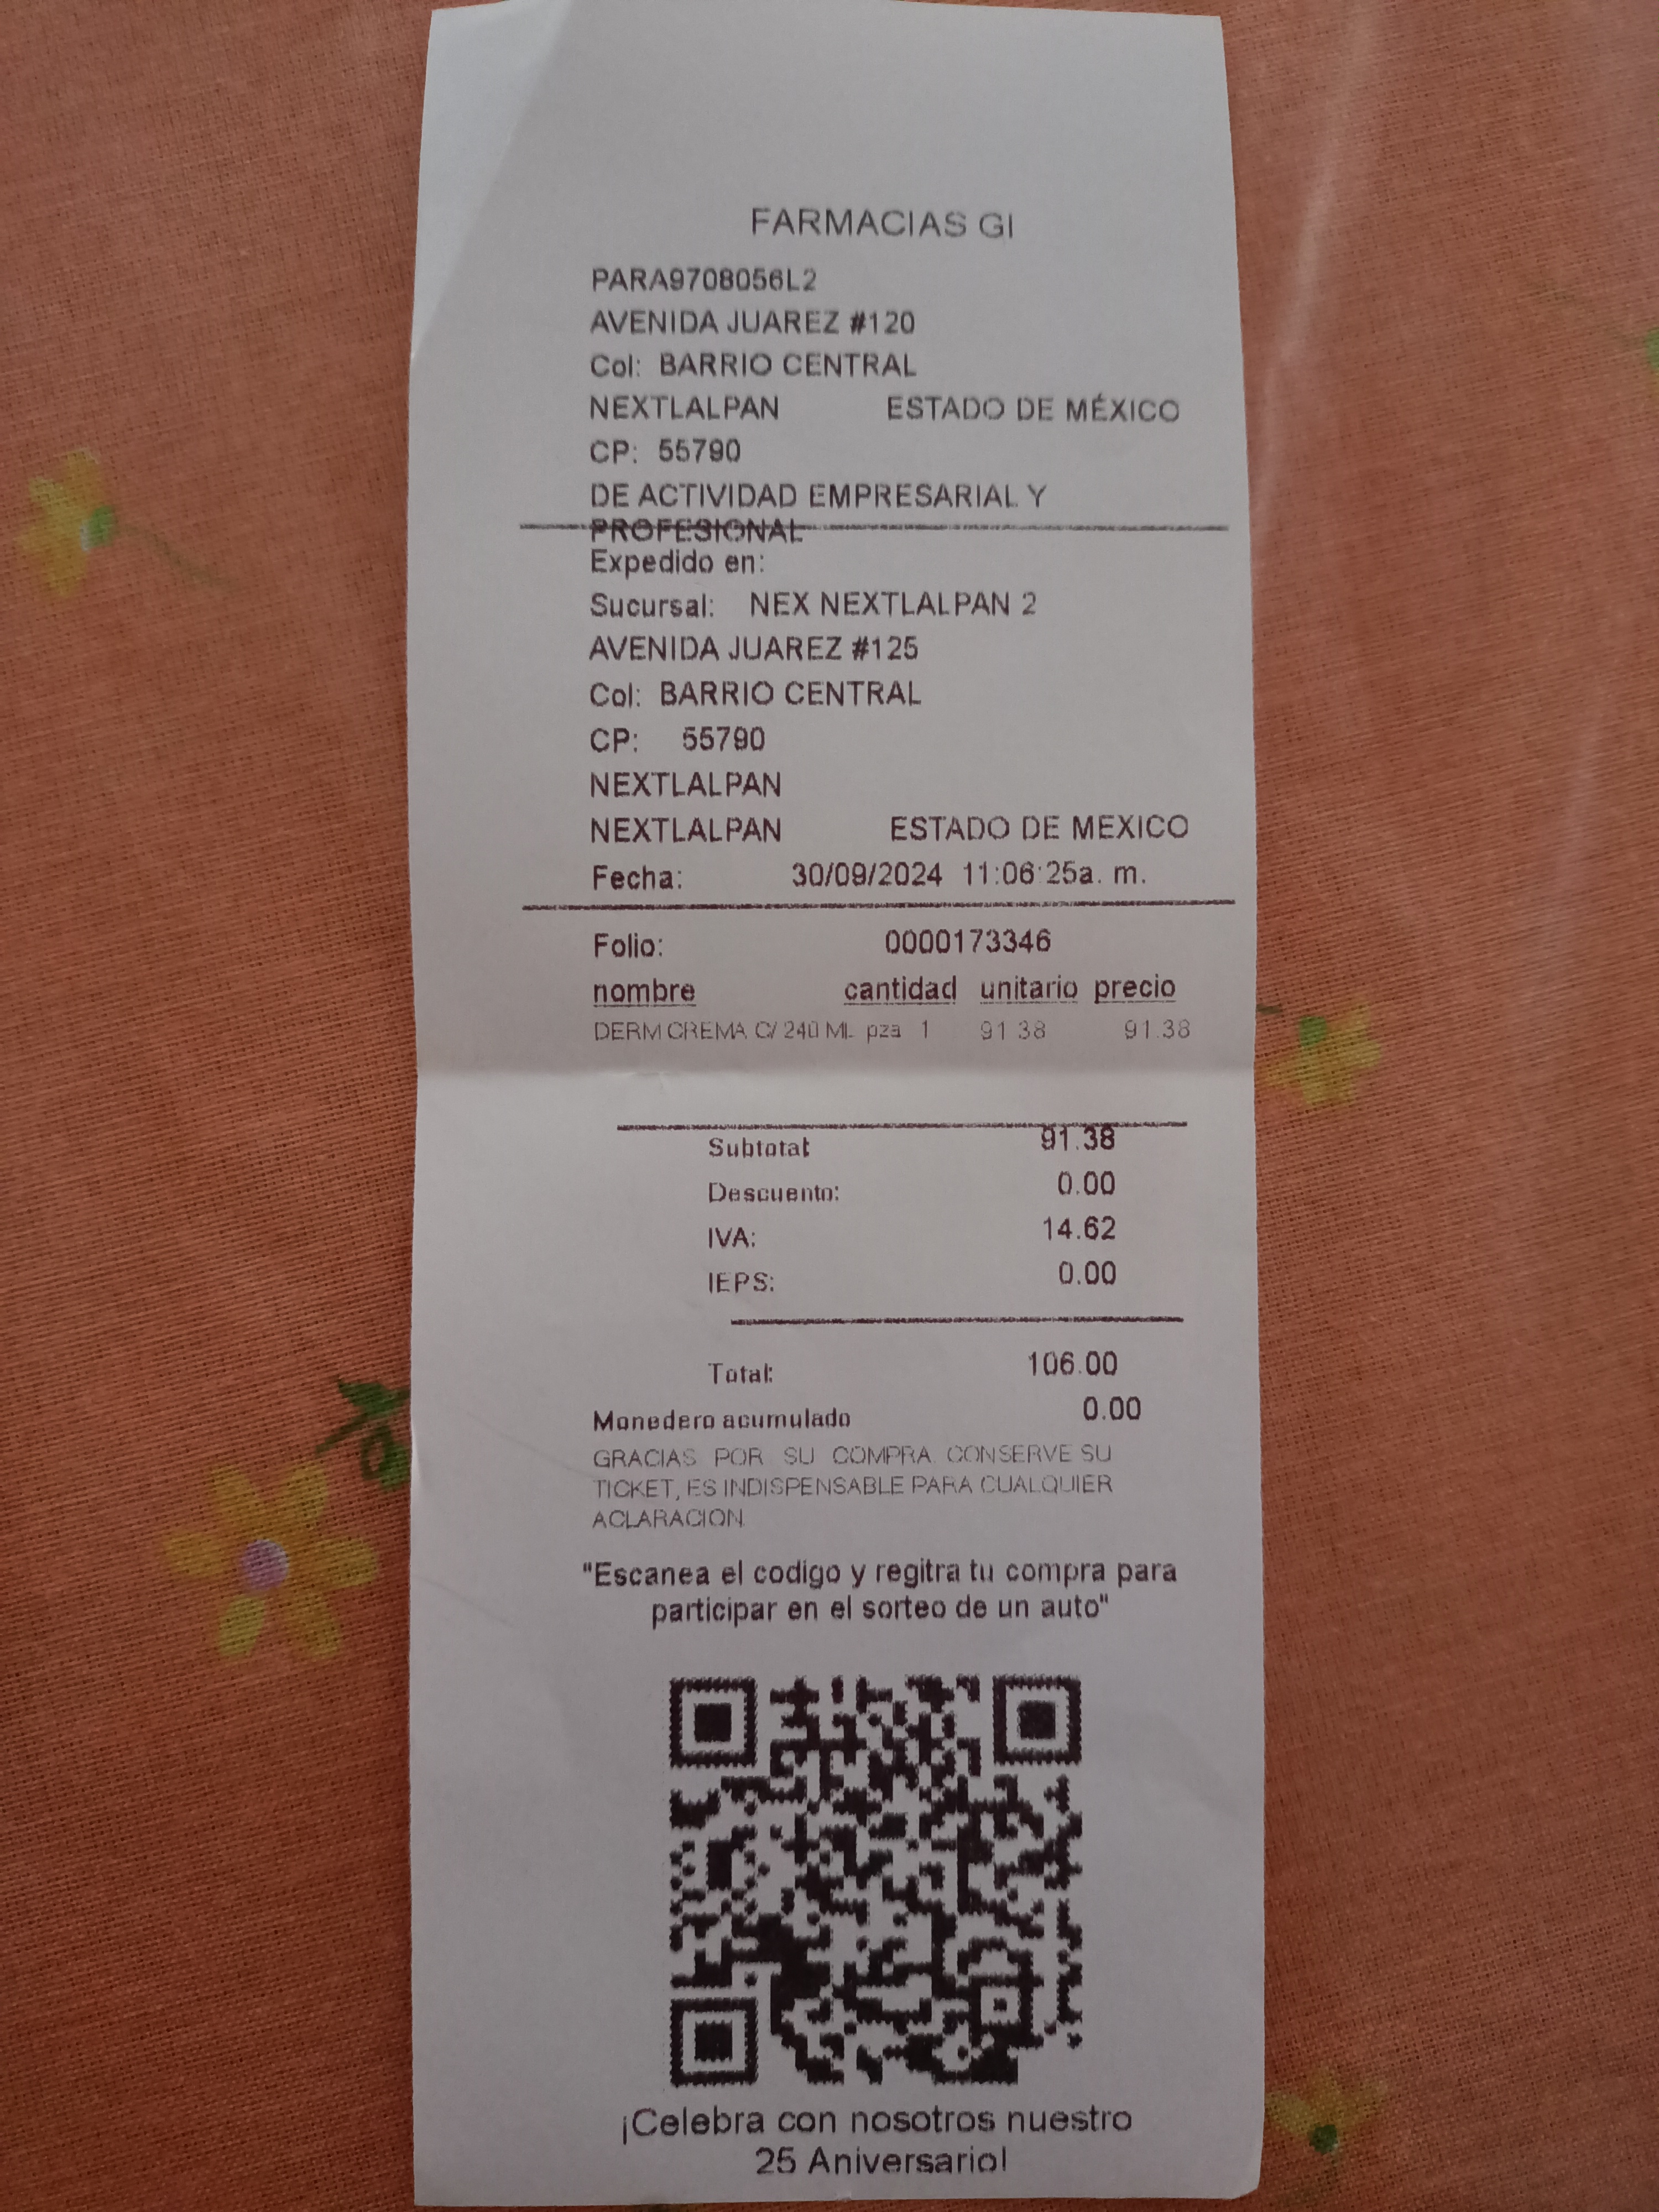 FARMACIAS GI
PARA9708056L2
AVENIDA JUAREZ #120
Col: BARRIO CENTRAL
NEXTLALPAN ESTADO DE MÉXICO
CP: 55790
DE ACTIVIDAD EMPRESARIAL Y
PROFESIONAL
Expedido en:
Sucursal: NEX NEXTLALPAN 2
AVENIDA JUAREZ #125
Col: BARRIO CENTRAL
CP: 55790
NEXTLALPAN
NEXTLALPAN ESTADO DE MEXICO
Fecha: 30/09/2024 11:06:25a. m.
Folio: 0000173346
nombre cantidad unitario precio
DERM CREMA C/ 240 ML pza 1 91.38 91.38
Subtotal: 91.38
Descuento: 0.00
IVA: 14.62
IEPS: 0.00
Total: 106.00
Monedero acumulado 0.00
GRACIAS POR SU COMPRA. CONSERVE SU
TICKET, ES INDISPENSABLE PARA CUALQUIER
ACLARACION.
"Escanea el codigo y regitra tu compra para
participar en el sorteo de un auto"
¡Celebra con nosotros nuestro
25 Aniversario!